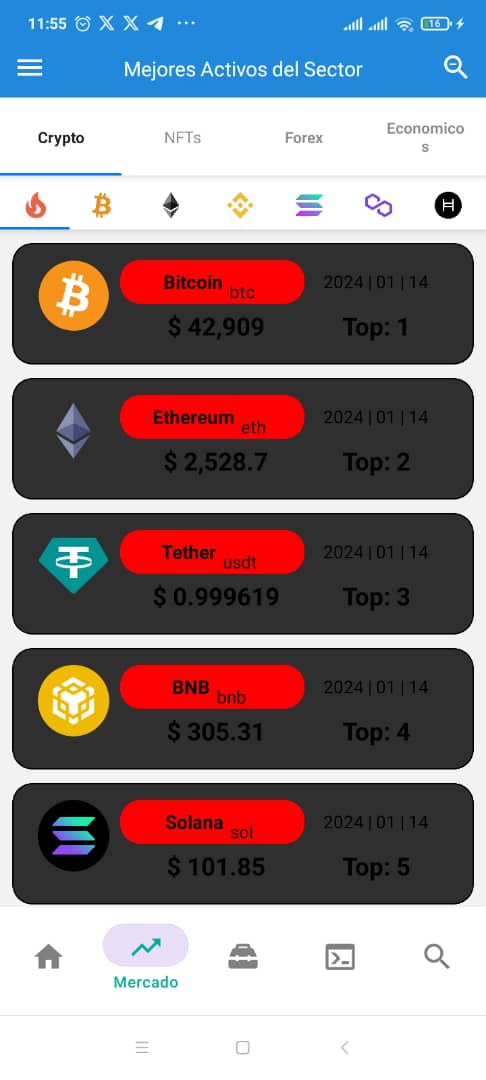 11:55
16
Mejores Activos del Sector
Crypto
NFTs
Forex
Economico
s
Bitcoin btc 2024 | 01 | 14
$ 42,909 Top: 1
Ethereum eth 2024 | 01 | 14
$ 2,528.7 Top: 2
Tether usdt 2024 | 01 | 14
$ 0.999619 Top: 3
BNB bnb 2024 | 01 | 14
$ 305.31 Top: 4
Solana sol 2024 | 01 | 14
$ 101.85 Top: 5
Mercado